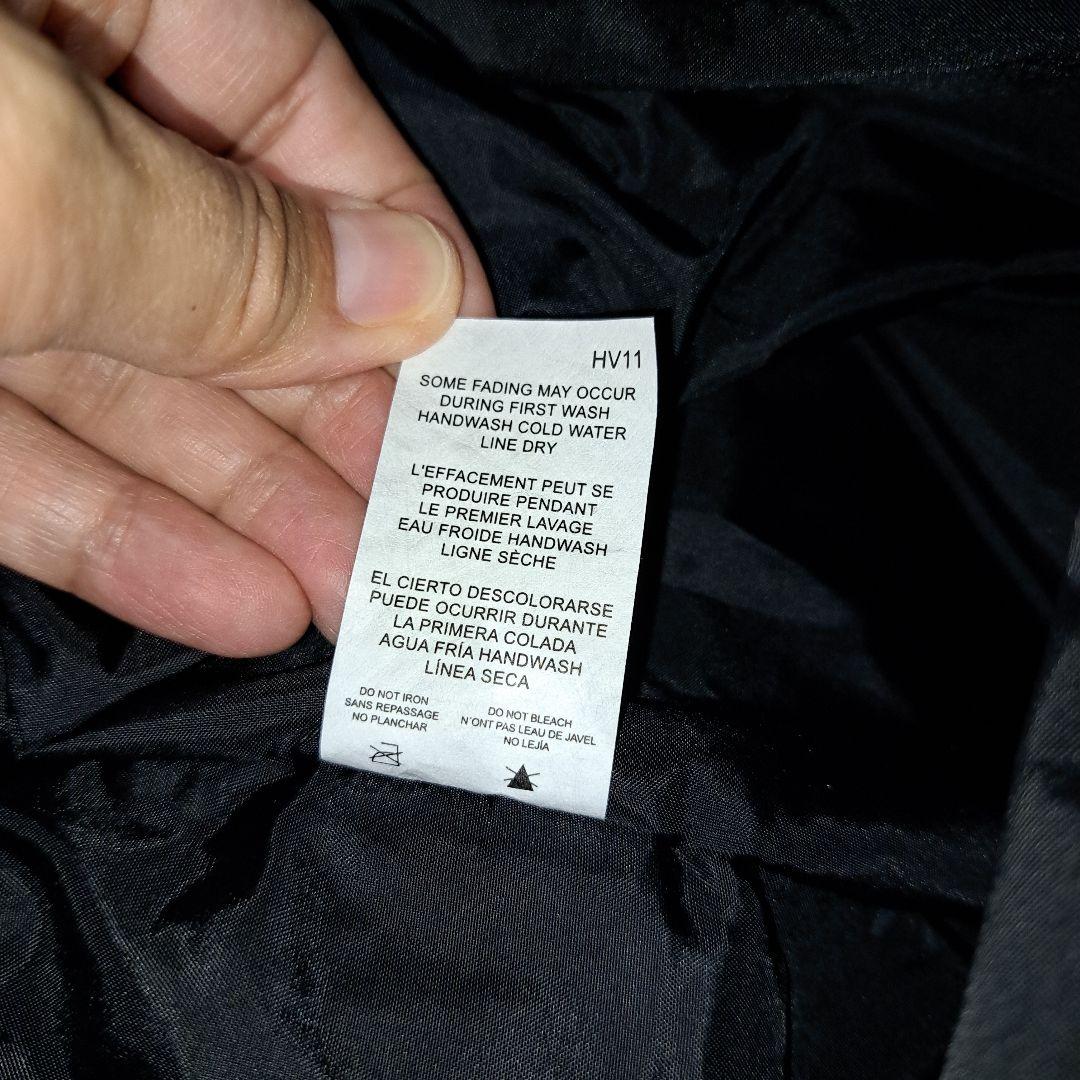 HV11
SOME FADING MAY OCCUR
DURING FIRST WASH
HANDWASH COLD WATER
LINE DRY
L'EFFACEMENT PEUT SE
PRODUIRE PENDANT
LE PREMIER LAVAGE
EAU FROIDE HANDWASH
LIGNE SÈCHE
EL CIERTO DESCOLORARSE
PUEDE OCURRIR DURANTE
LA PRIMERA COLADA
AGUA FRÍA HANDWASH
LÍNEA SECA
DO NOT IRON
SANS REPASSAGE
NO PLANCHAR
DO NOT BLEACH
N'ONT PAS LEAU DE JAVEL
NO LEJÍA